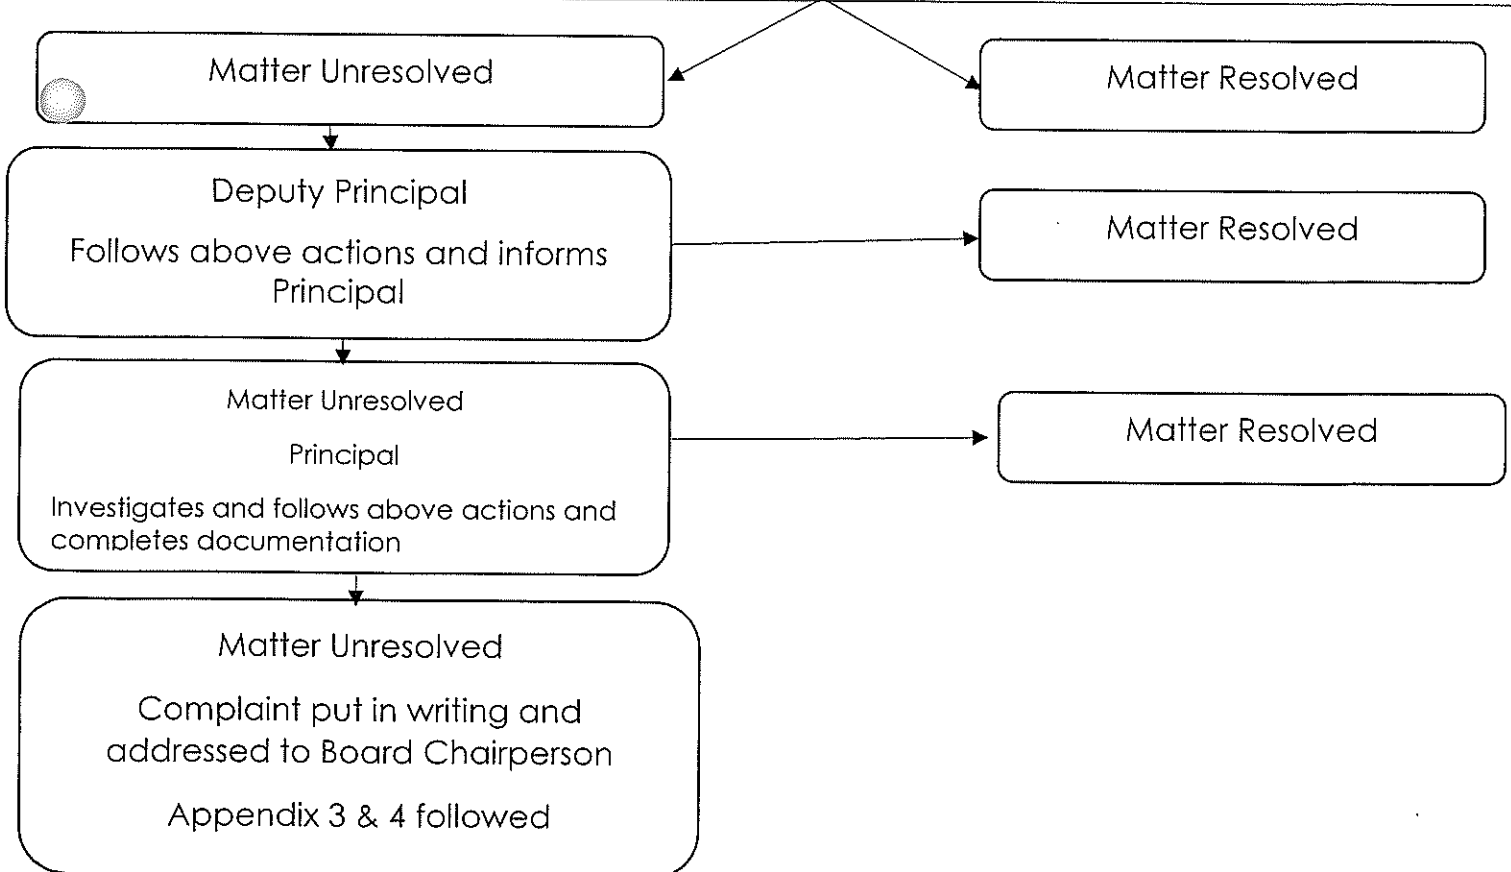 Matter Unresolved
Matter Resolved
Deputy Principal
Follows above actions and informs
Principal
Matter Resolved
Matter Unresolved
Principal
Investigates and follows above actions and
completes documentation
Matter Resolved
Matter Unresolved
Complaint put in writing and
addressed to Board Chairperson
Appendix 3 & 4 followed